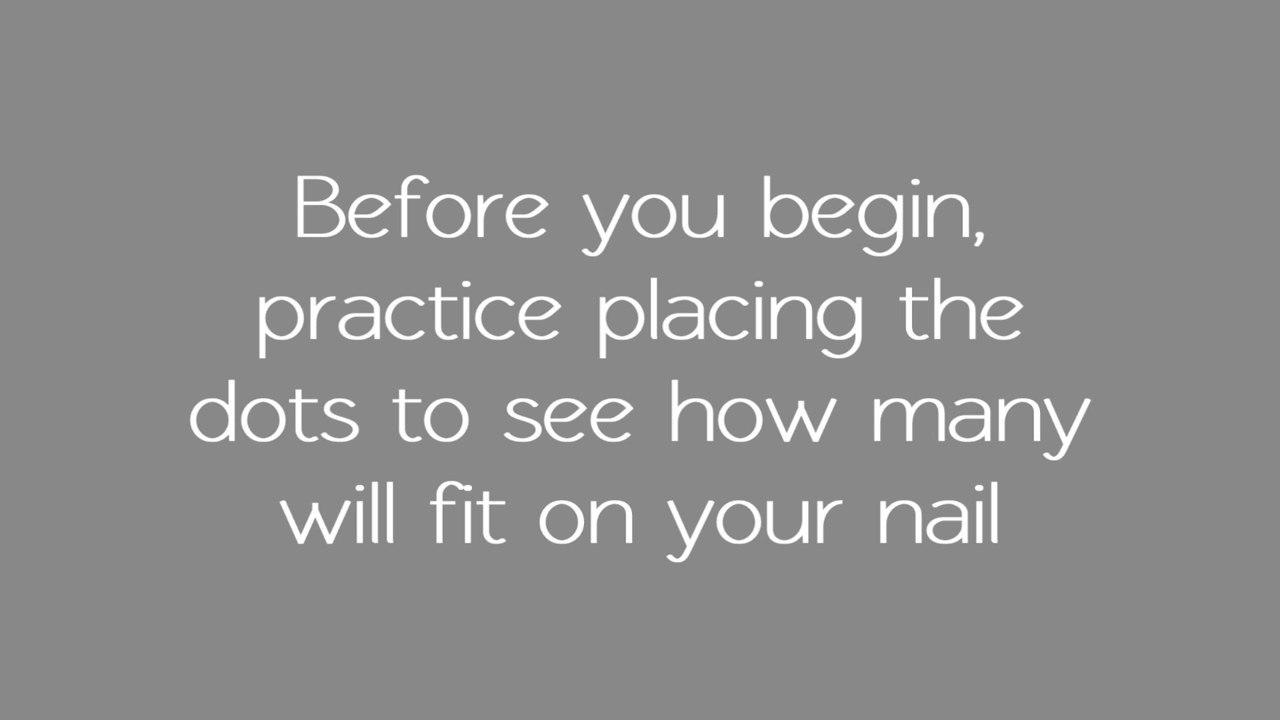 Before you begin,
practice placing the
dots to see how many
will fit on your nail